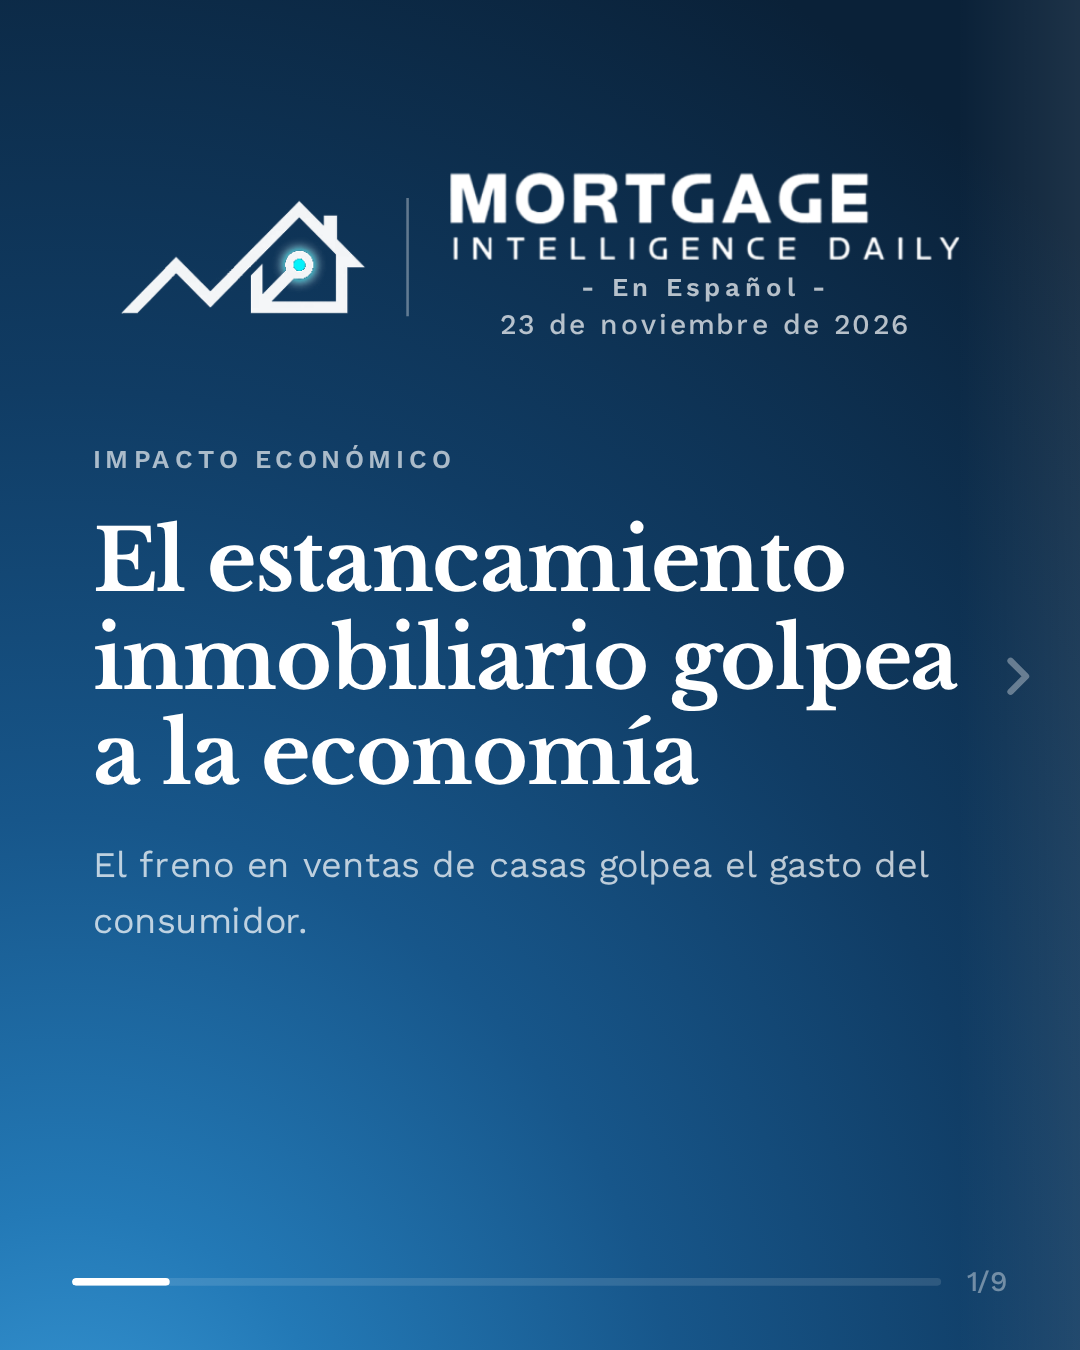 MORTGAGE
INTELLIGENCE DAILY
- En Español -
23 de noviembre de 2026
IMPACTO ECONÓMICO
El estancamiento
inmobiliario golpea
a la economía
El freno en ventas de casas golpea el gasto del
consumidor.
1/9